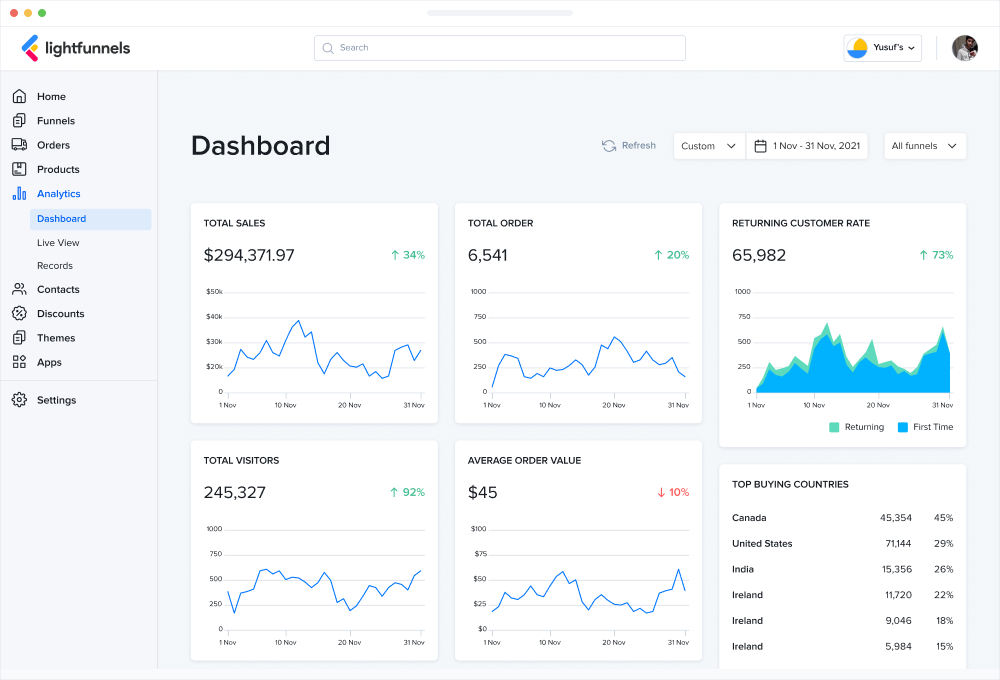 lightfunnels
Search
Yusuf's
Home
Funnels
Orders
Products
Analytics
Dashboard
Live View
Records
Contacts
Discounts
Themes
Apps
Settings
Dashboard
Refresh
Custom
1 Nov - 31 Nov, 2021
All funnels
TOTAL SALES
$294,371.97
↑ 34%
$50k
$40k
$30k
$20k
0
1 Nov 10 Nov 20 Nov 31 Nov
TOTAL ORDER
6,541
↑ 20%
1000
750
500
250
0
1 Nov 10 Nov 20 Nov 31 Nov
RETURNING CUSTOMER RATE
65,982
↑ 73%
1000
750
500
250
0
1 Nov 10 Nov 20 Nov 31 Nov
Returning First Time
TOTAL VISITORS
245,327
↑ 92%
1000
750
500
250
0
1 Nov 10 Nov 20 Nov 31 Nov
AVERAGE ORDER VALUE
$45
↓ 10%
$100
$75
$50
$25
$0
1 Nov 10 Nov 20 Nov 31 Nov
TOP BUYING COUNTRIES
Canada 45,354 45%
United States 71,144 29%
India 15,356 26%
Ireland 11,720 22%
Ireland 9,046 18%
Ireland 5,984 15%